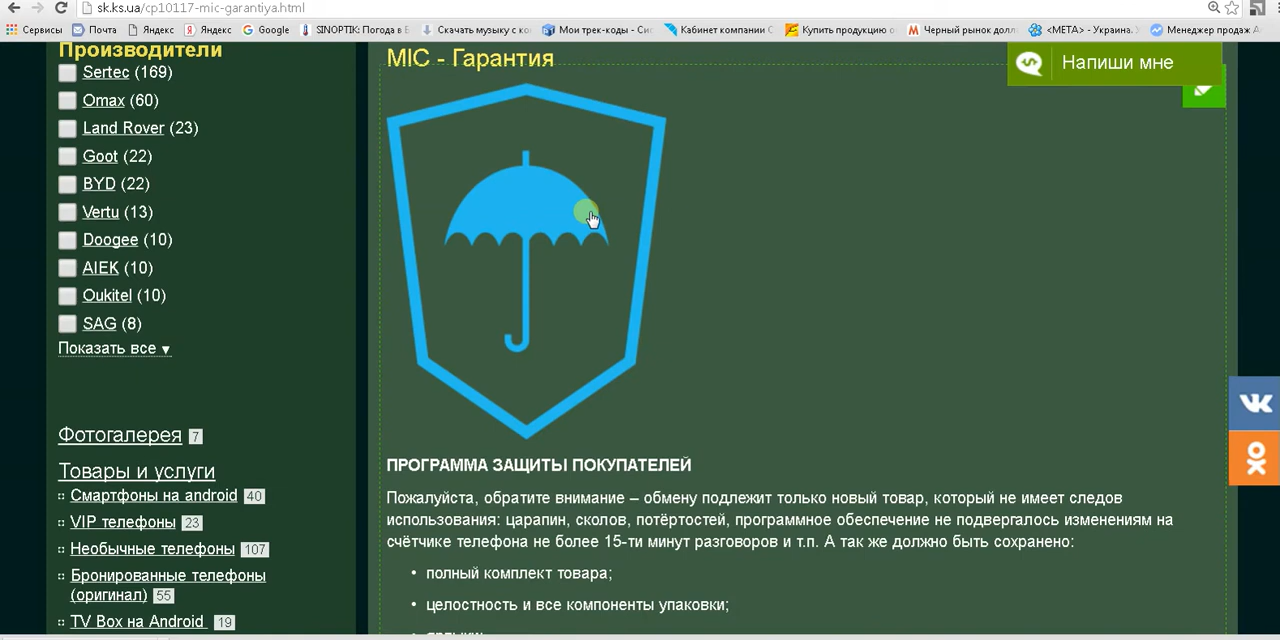 sk.ks.ua/cp10117-mic-garantiya.html
Сервисы Почта Яндекс Яндекс Google SINOPTIK: Погода в Скачать музыку с ко Мои трек-коды - Си Кабинет компании Купить продукцию Черный рынок долл <META> - Украина. Менеджер продаж
Производители
Sertec (169)
Omax (60)
Land Rover (23)
Goot (22)
BYD (22)
Vertu (13)
Doogee (10)
AIEK (10)
Oukitel (10)
SAG (8)
Показать все ▼
Фотогалерея 7
Товары и услуги
Смартфоны на android 40
VIP телефоны 23
Необычные телефоны 107
Бронированные телефоны
(оригинал) 55
TV Box на Android 19
MIC - Гарантия
Напиши мне
ПРОГРАММА ЗАЩИТЫ ПОКУПАТЕЛЕЙ
Пожалуйста, обратите внимание – обмену подлежит только новый товар, который не имеет следов
использования: царапин, сколов, потёртостей, программное обеспечение не подвергалось изменениям на
счётчике телефона не более 15-ти минут разговоров и т.п. А так же должно быть сохранено:
• полный комплект товара;
• целостность и все компоненты упаковки;